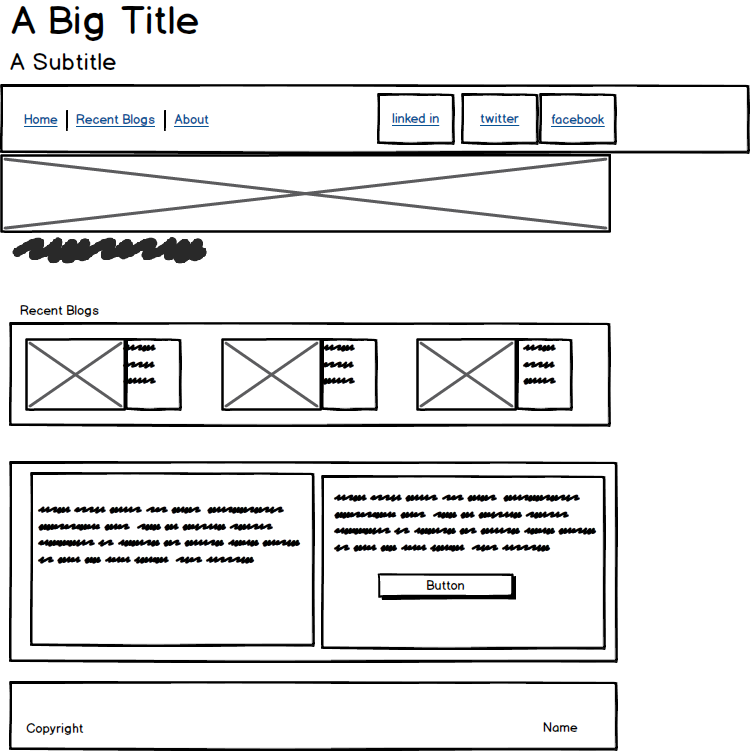 A Big Title
A Subtitle
Home | Recent Blogs | About linked in twitter facebook
Recent Blogs
Button
Copyright Name